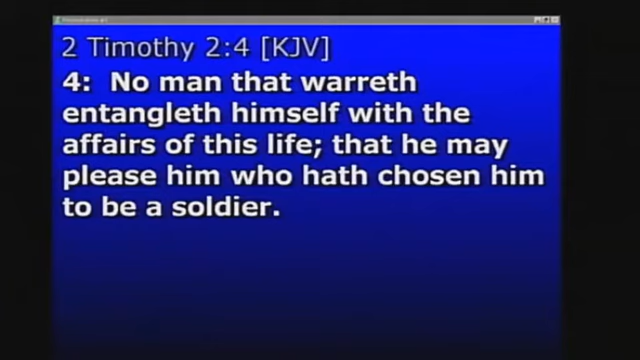 2 Timothy 2:4 [KJV]
4:  No man that warreth
entangleth himself with the
affairs of this life; that he may
please him who hath chosen him
to be a soldier.